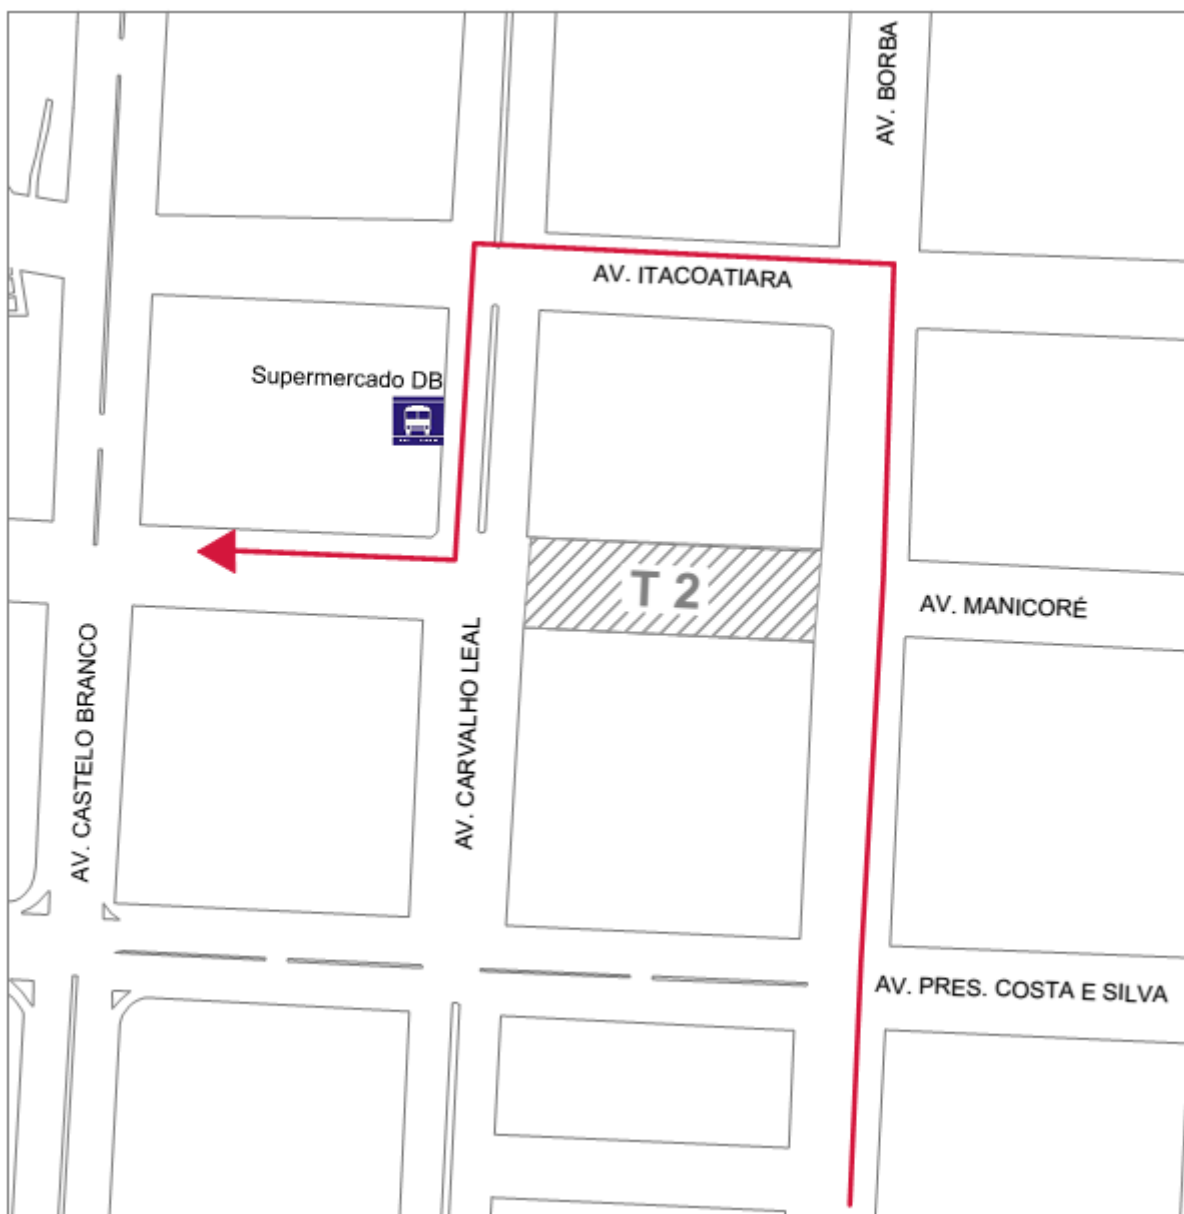 AV. BORBA
AV. ITACOATIARA
Supermercado DB
T 2
AV. MANICORÉ
AV. CASTELO BRANCO
AV. CARVALHO LEAL
AV. PRES. COSTA E SILVA